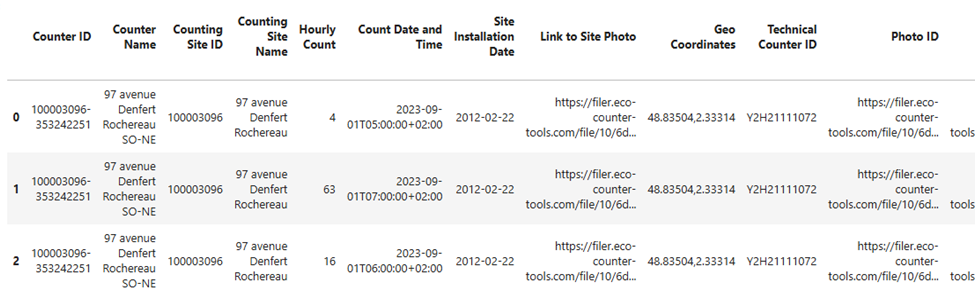 Counter ID
Counter
Name
Counting
Site ID
Counting
Site
Name
Hourly
Count
Count Date and
Time
Site
Installation
Date
Link to Site Photo
Geo
Coordinates
Technical
Counter ID
Photo ID
0
100003096-
353242251
97 avenue
Denfert
Rochereau
SO-NE
100003096
97 avenue
Denfert
Rochereau
4
2023-09-
01T05:00:00+02:00
2012-02-22
https://filer.eco-
counter-
tools.com/file/10/6d...
48.83504,2.33314
Y2H21111072
https://filer.eco-
counter-
tools.com/file/10/6d...
tools
1
100003096-
353242251
97 avenue
Denfert
Rochereau
SO-NE
100003096
97 avenue
Denfert
Rochereau
63
2023-09-
01T07:00:00+02:00
2012-02-22
https://filer.eco-
counter-
tools.com/file/10/6d...
48.83504,2.33314
Y2H21111072
https://filer.eco-
counter-
tools.com/file/10/6d...
tools
2
100003096-
353242251
97 avenue
Denfert
Rochereau
SO-NE
100003096
97 avenue
Denfert
Rochereau
16
2023-09-
01T06:00:00+02:00
2012-02-22
https://filer.eco-
counter-
tools.com/file/10/6d...
48.83504,2.33314
Y2H21111072
https://filer.eco-
counter-
tools.com/file/10/6d...
tools